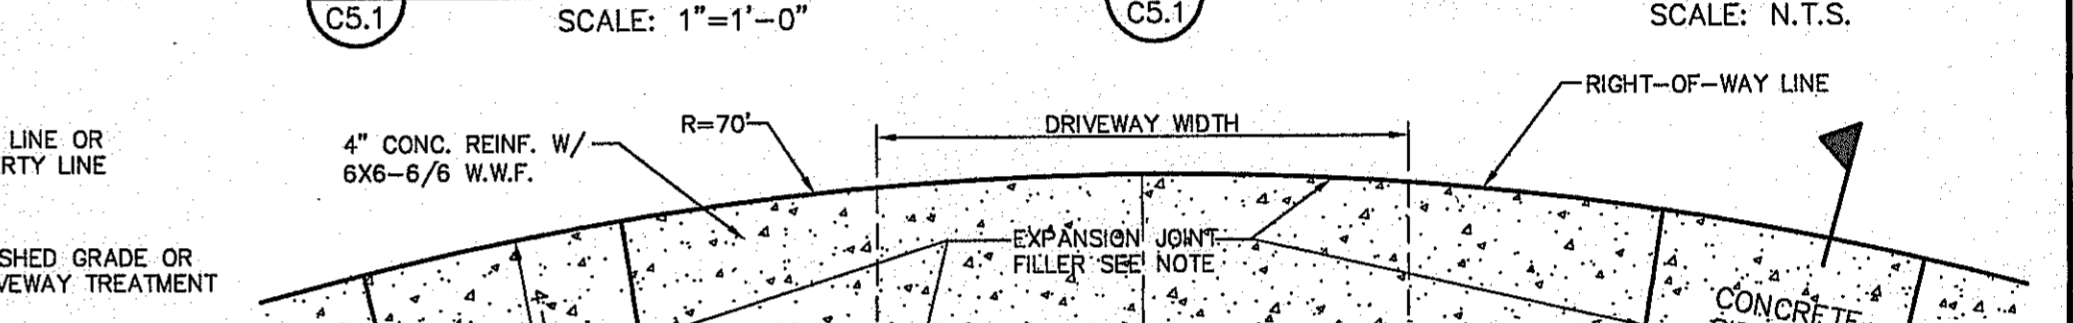 C5.1
SCALE: 1"=1'-0"
C5.1
SCALE: N.T.S.
RIGHT-OF-WAY LINE
LINE OR
RTY LINE
4" CONC. REINF. W/
6X6-6/6 W.W.F.
R=70'
DRIVEWAY WIDTH
EXPANSION JOINT
FILLER SEE NOTE
SHED GRADE OR
VEWAY TREATMENT
CONCRETE